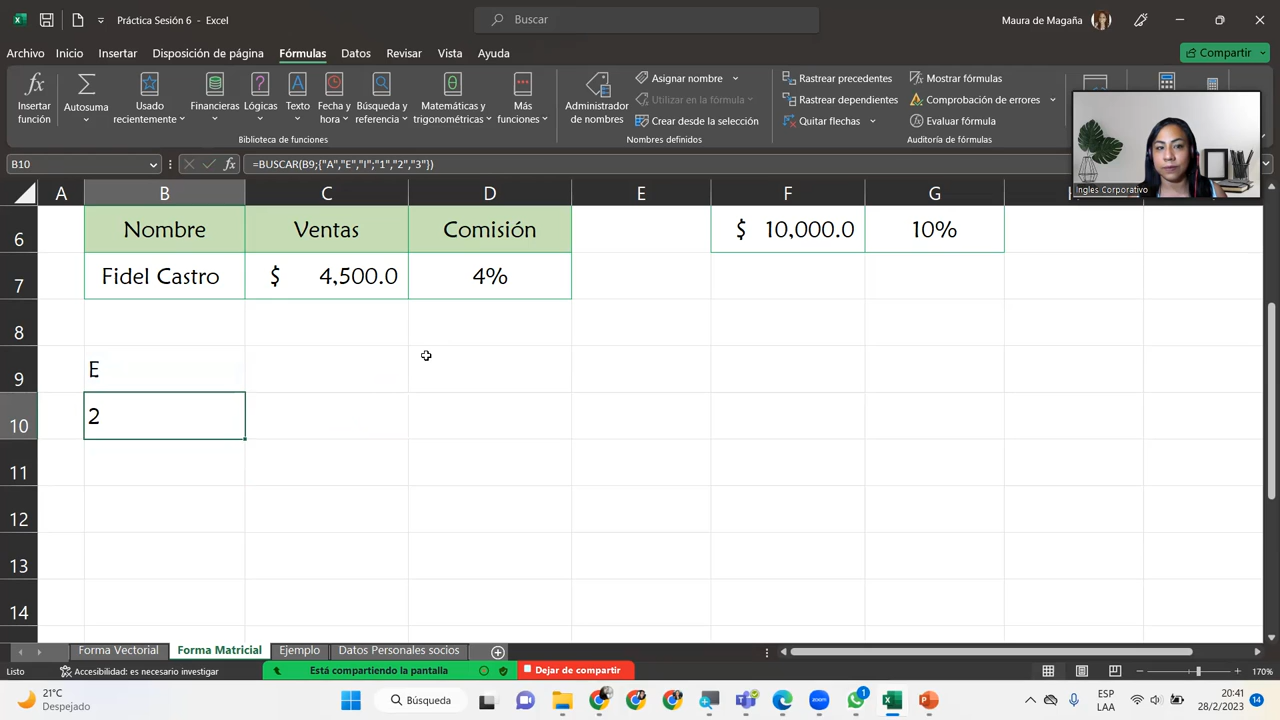 Práctica Sesión 6 - Excel
Buscar
Maura de Magaña
Archivo Inicio Insertar Disposición de página Fórmulas Datos Revisar Vista Ayuda
Compartir
Insertar función
Autosuma
Usado recientemente
Financieras
Lógicas
Texto
Fecha y hora
Búsqueda y referencia
Matemáticas y trigonométricas
Más funciones
Biblioteca de funciones
Administrador de nombres
Asignar nombre
Utilizar en la fórmula
Crear desde la selección
Nombres definidos
Rastrear precedentes
Rastrear dependientes
Quitar flechas
Mostrar fórmulas
Comprobación de errores
Evaluar fórmula
Auditoría de fórmulas
Ingles Corporativo
B10
fx =BUSCAR(B9;{"A","E","I";"1","2","3"})
A B C D E F G
6 Nombre Ventas Comisión $ 10,000.0 10%
7 Fidel Castro $ 4,500.0 4%
8
9 E
10 2
11
12
13
14
Forma Vectorial Forma Matricial Ejemplo Datos Personales socios
Listo Accesibilidad: es necesario investigar Está compartiendo la pantalla Dejar de compartir 170%
21°C
Despejado
Búsqueda
1
ESP
LAA
20:41
28/2/2023
14